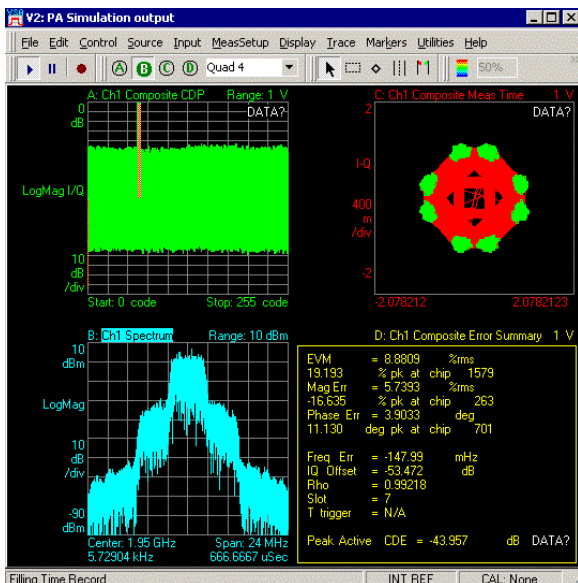 V2: PA Simulation output
File Edit Control Source Input MeasSetup Display Trace Markers Utilities Help
A B C D Quad 4 50%
A: Ch1 Composite CDP Range: 1 V
0
dB
DATA?
LogMag I/Q
10
dB
/div
Start: 0 code Stop: 255 code
C: Ch1 Composite Meas Time 1 V
2
DATA?
I-Q
400
m
/div
-2
-2.0782123 2.0782123
B: Ch1 Spectrum Range: 10 dBm
10
dBm
LogMag
10
dB
/div
-90
dBm
Center: 1.95 GHz Span: 24 MHz
5.72904 kHz 666.6667 uSec
D: Ch1 Composite Error Summary 1 V
EVM = 8.8809 %rms
19.193 % pk at chip 1579
Mag Err = 5.7393 %rms
-16.635 % pk at chip 263
Phase Err = 3.9033 deg
11.130 deg pk at chip 701
Freq Err = -147.99 mHz
IQ Offset = -53.472 dB
Rho = 0.99218
Slot = 7
T trigger = N/A
Peak Active CDE = -43.957 dB DATA?
Filling Time Record INT REF CAL: None